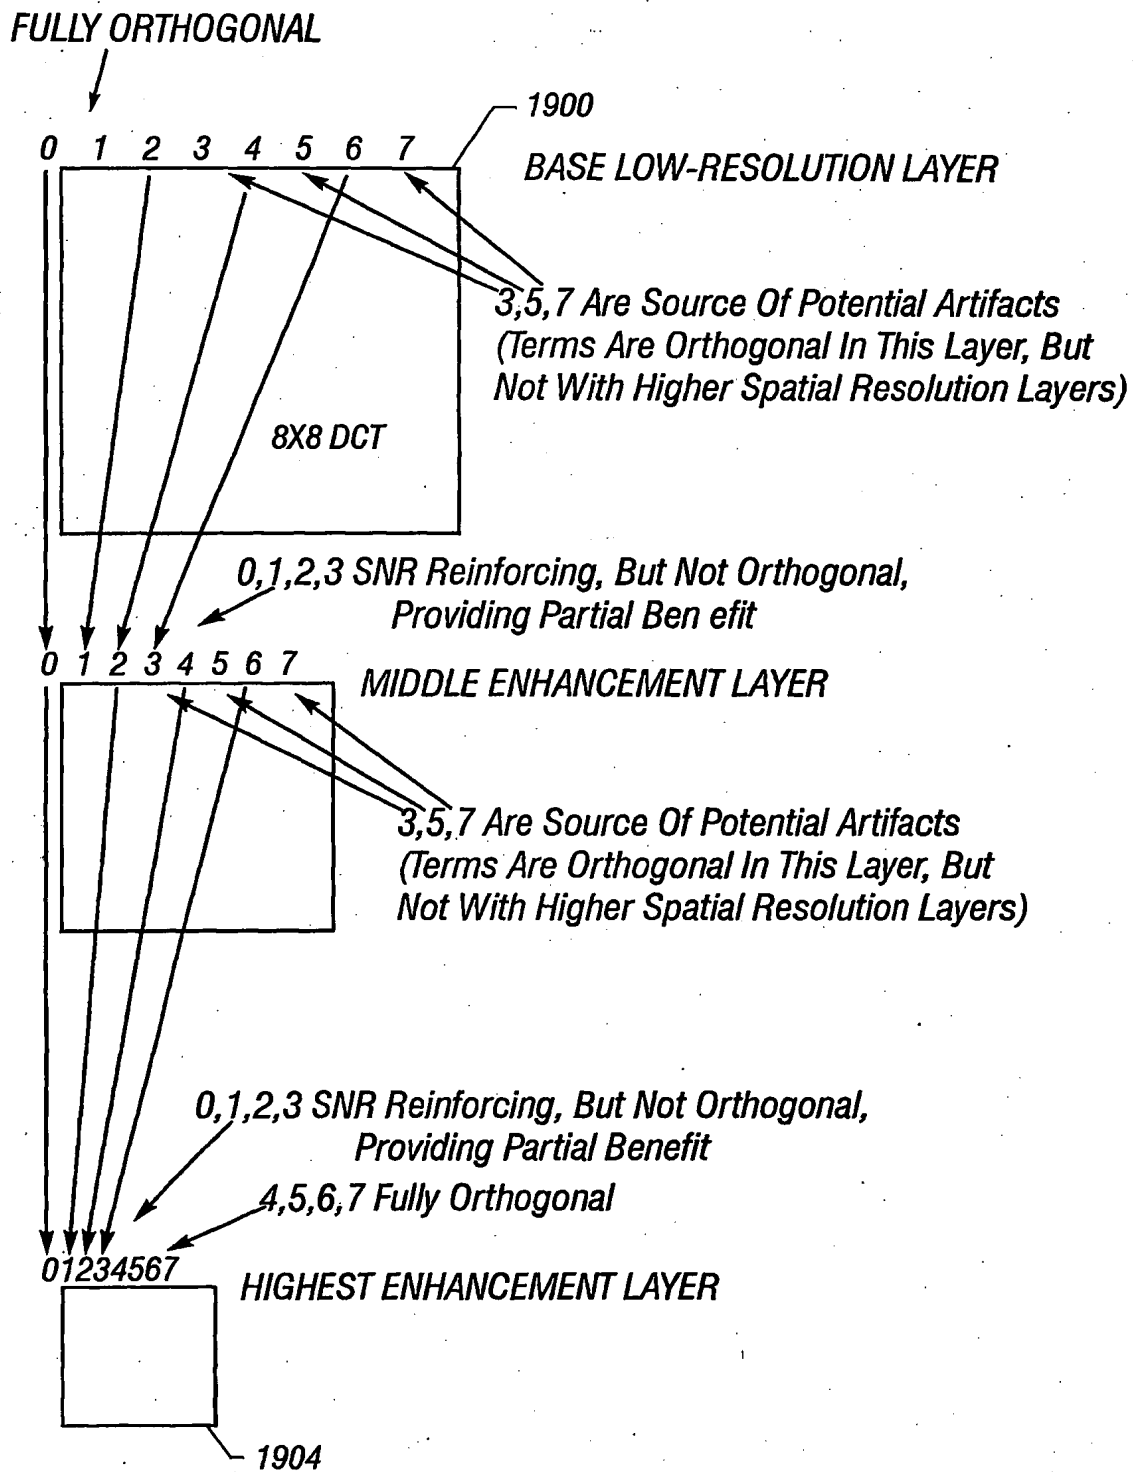 FULLY ORTHOGONAL
1900
0 1 2 3 4 5 6 7
BASE LOW-RESOLUTION LAYER
3,5,7 Are Source Of Potential Artifacts
(Terms Are Orthogonal In This Layer, But
Not With Higher Spatial Resolution Layers)
8X8 DCT
0,1,2,3 SNR Reinforcing, But Not Orthogonal,
Providing Partial Ben efit
0 1 2 3 4 5 6 7
MIDDLE ENHANCEMENT LAYER
3,5,7 Are Source Of Potential Artifacts
(Terms Are Orthogonal In This Layer, But
Not With Higher Spatial Resolution Layers)
0,1,2,3 SNR Reinforcing, But Not Orthogonal,
Providing Partial Benefit
4,5,6,7 Fully Orthogonal
01234567
HIGHEST ENHANCEMENT LAYER
1904